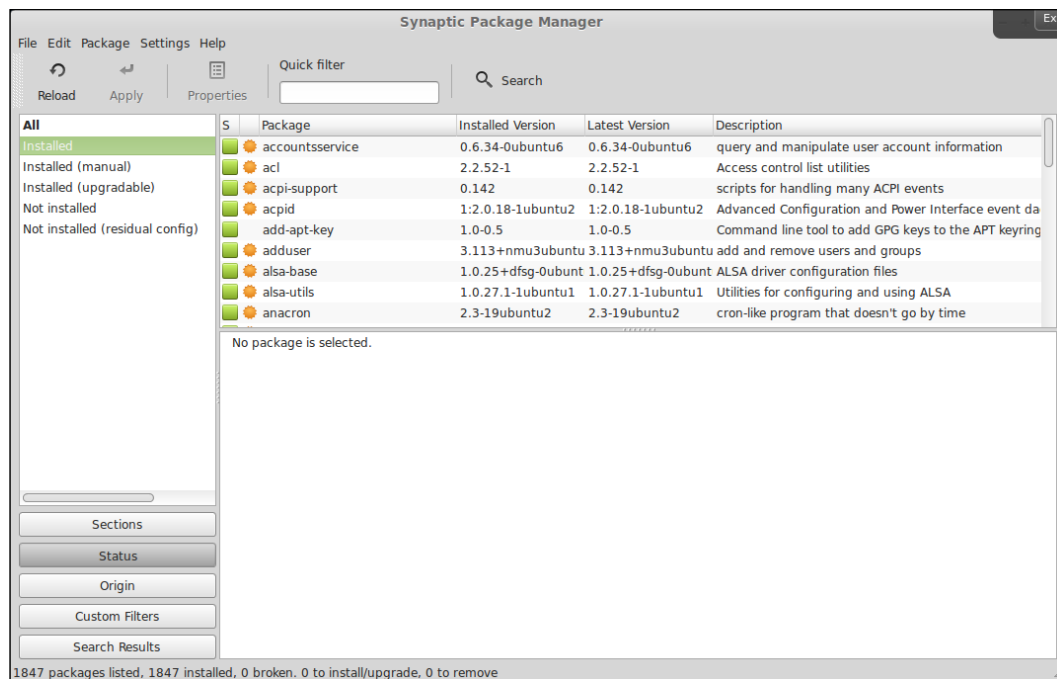 Synaptic Package Manager
Ex
File Edit Package Settings Help
Reload Apply Properties Quick filter Search
All
Installed
Installed (manual)
Installed (upgradable)
Not installed
Not installed (residual config)
S Package Installed Version Latest Version Description
accountsservice 0.6.34-0ubuntu6 0.6.34-0ubuntu6 query and manipulate user account information
acl 2.2.52-1 2.2.52-1 Access control list utilities
acpi-support 0.142 0.142 scripts for handling many ACPI events
acpid 1:2.0.18-1ubuntu2 1:2.0.18-1ubuntu2 Advanced Configuration and Power Interface event da
add-apt-key 1.0-0.5 1.0-0.5 Command line tool to add GPG keys to the APT keyring
adduser 3.113+nmu3ubuntu 3.113+nmu3ubuntu add and remove users and groups
alsa-base 1.0.25+dfsg-0ubunt 1.0.25+dfsg-0ubunt ALSA driver configuration files
alsa-utils 1.0.27.1-1ubuntu1 1.0.27.1-1ubuntu1 Utilities for configuring and using ALSA
anacron 2.3-19ubuntu2 2.3-19ubuntu2 cron-like program that doesn't go by time
No package is selected.
Sections
Status
Origin
Custom Filters
Search Results
1847 packages listed, 1847 installed, 0 broken. 0 to install/upgrade, 0 to remove